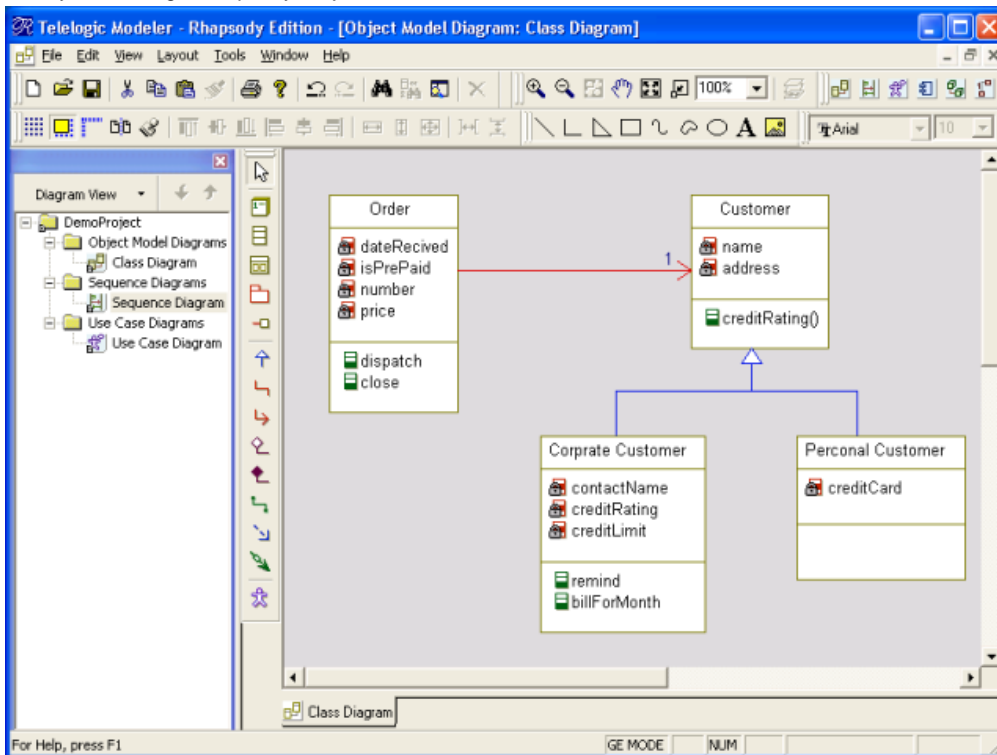 Telelogic Modeler - Rhapsody Edition - [Object Model Diagram: Class Diagram]
File Edit View Layout Tools Window Help
100%
Arial 10
Diagram View
DemoProject
Object Model Diagrams
Class Diagram
Sequence Diagrams
Sequence Diagram
Use Case Diagrams
Use Case Diagram
Order
dateRecived
isPrePaid
number
price
dispatch
close
1
Customer
name
address
creditRating()
Corprate Customer
contactName
creditRating
creditLimit
remind
billForMonth
Perconal Customer
creditCard
Class Diagram
For Help, press F1
GE MODE NUM